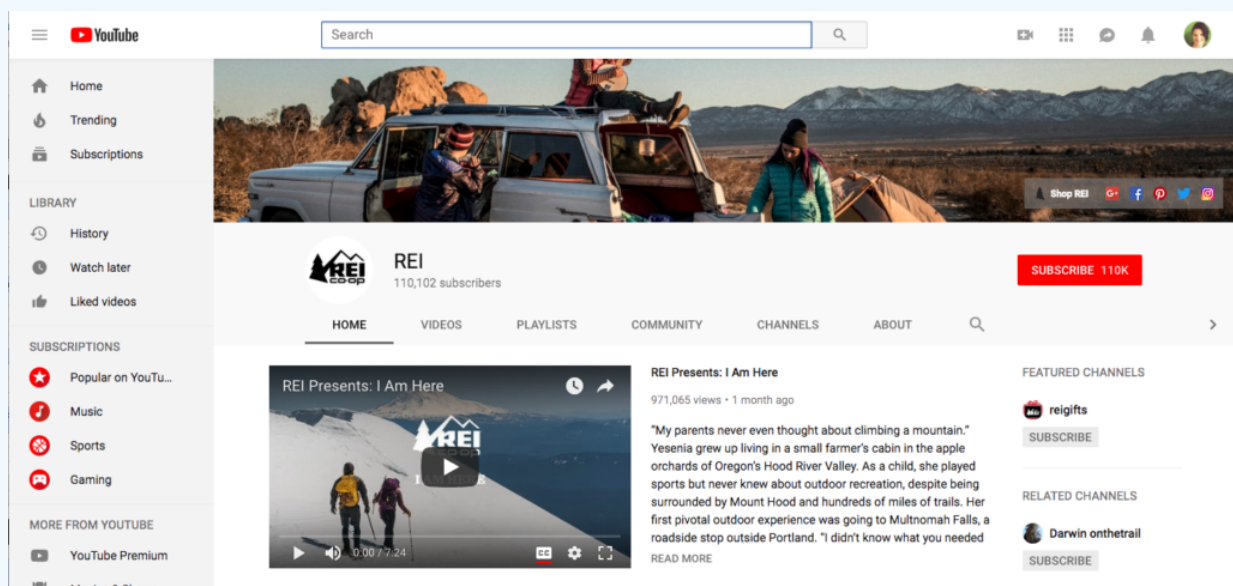 YouTube
Search
Home
Trending
Subscriptions
LIBRARY
History
Watch later
Liked videos
SUBSCRIPTIONS
Popular on YouTu...
Music
Sports
Gaming
MORE FROM YOUTUBE
YouTube Premium
Shop REI
REI
CO-OP
REI
110,102 subscribers
SUBSCRIBE 110K
HOME VIDEOS PLAYLISTS COMMUNITY CHANNELS ABOUT
REI Presents: I Am Here
REI
CO-OP
I AM HERE
0:00 / 7:24
CC
REI Presents: I Am Here
971,065 views • 1 month ago
"My parents never even thought about climbing a mountain."
Yesenia grew up living in a small farmer's cabin in the apple
orchards of Oregon's Hood River Valley. As a child, she played
sports but never knew about outdoor recreation, despite being
surrounded by Mount Hood and hundreds of miles of trails. Her
first pivotal outdoor experience was going to Multnomah Falls, a
roadside stop outside Portland. "I didn't know what you needed
READ MORE
FEATURED CHANNELS
reigifts
SUBSCRIBE
RELATED CHANNELS
Darwin onthetrail
SUBSCRIBE